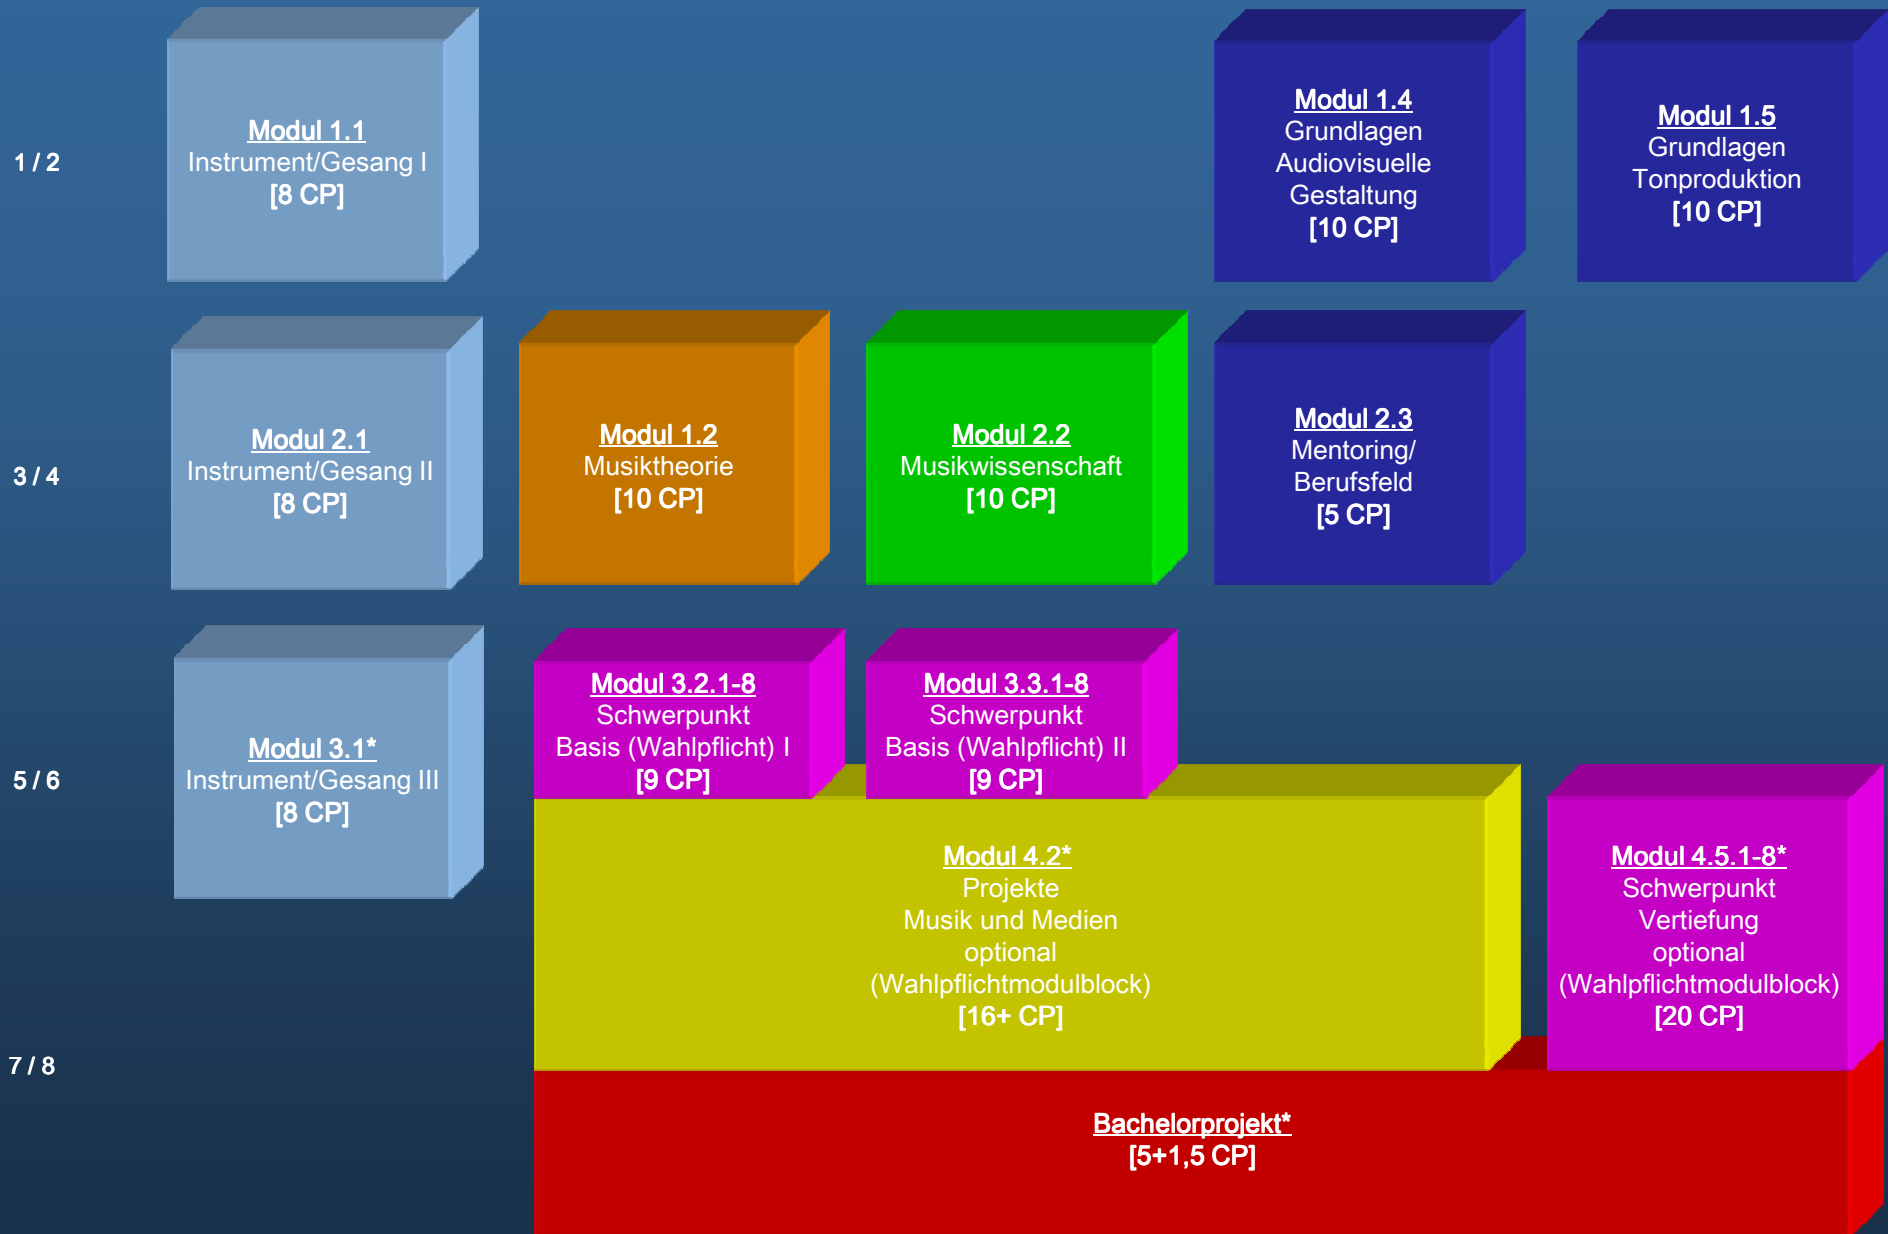 1 / 2
Modul 1.1
Instrument/Gesang I
[8 CP]
Modul 1.4
Grundlagen
Audiovisuelle
Gestaltung
[10 CP]
Modul 1.5
Grundlagen
Tonproduktion
[10 CP]
3 / 4
Modul 2.1
Instrument/Gesang II
[8 CP]
Modul 1.2
Musiktheorie
[10 CP]
Modul 2.2
Musikwissenschaft
[10 CP]
Modul 2.3
Mentoring/
Berufsfeld
[5 CP]
5 / 6
Modul 3.1*
Instrument/Gesang III
[8 CP]
Modul 3.2.1-8
Schwerpunkt
Basis (Wahlpflicht) I
[9 CP]
Modul 3.3.1-8
Schwerpunkt
Basis (Wahlpflicht) II
[9 CP]
Modul 4.2*
Projekte
Musik und Medien
optional
(Wahlpflichtmodulblock)
[16+ CP]
Modul 4.5.1-8*
Schwerpunkt
Vertiefung
optional
(Wahlpflichtmodulblock)
[20 CP]
7 / 8
Bachelorprojekt*
[5+1,5 CP]